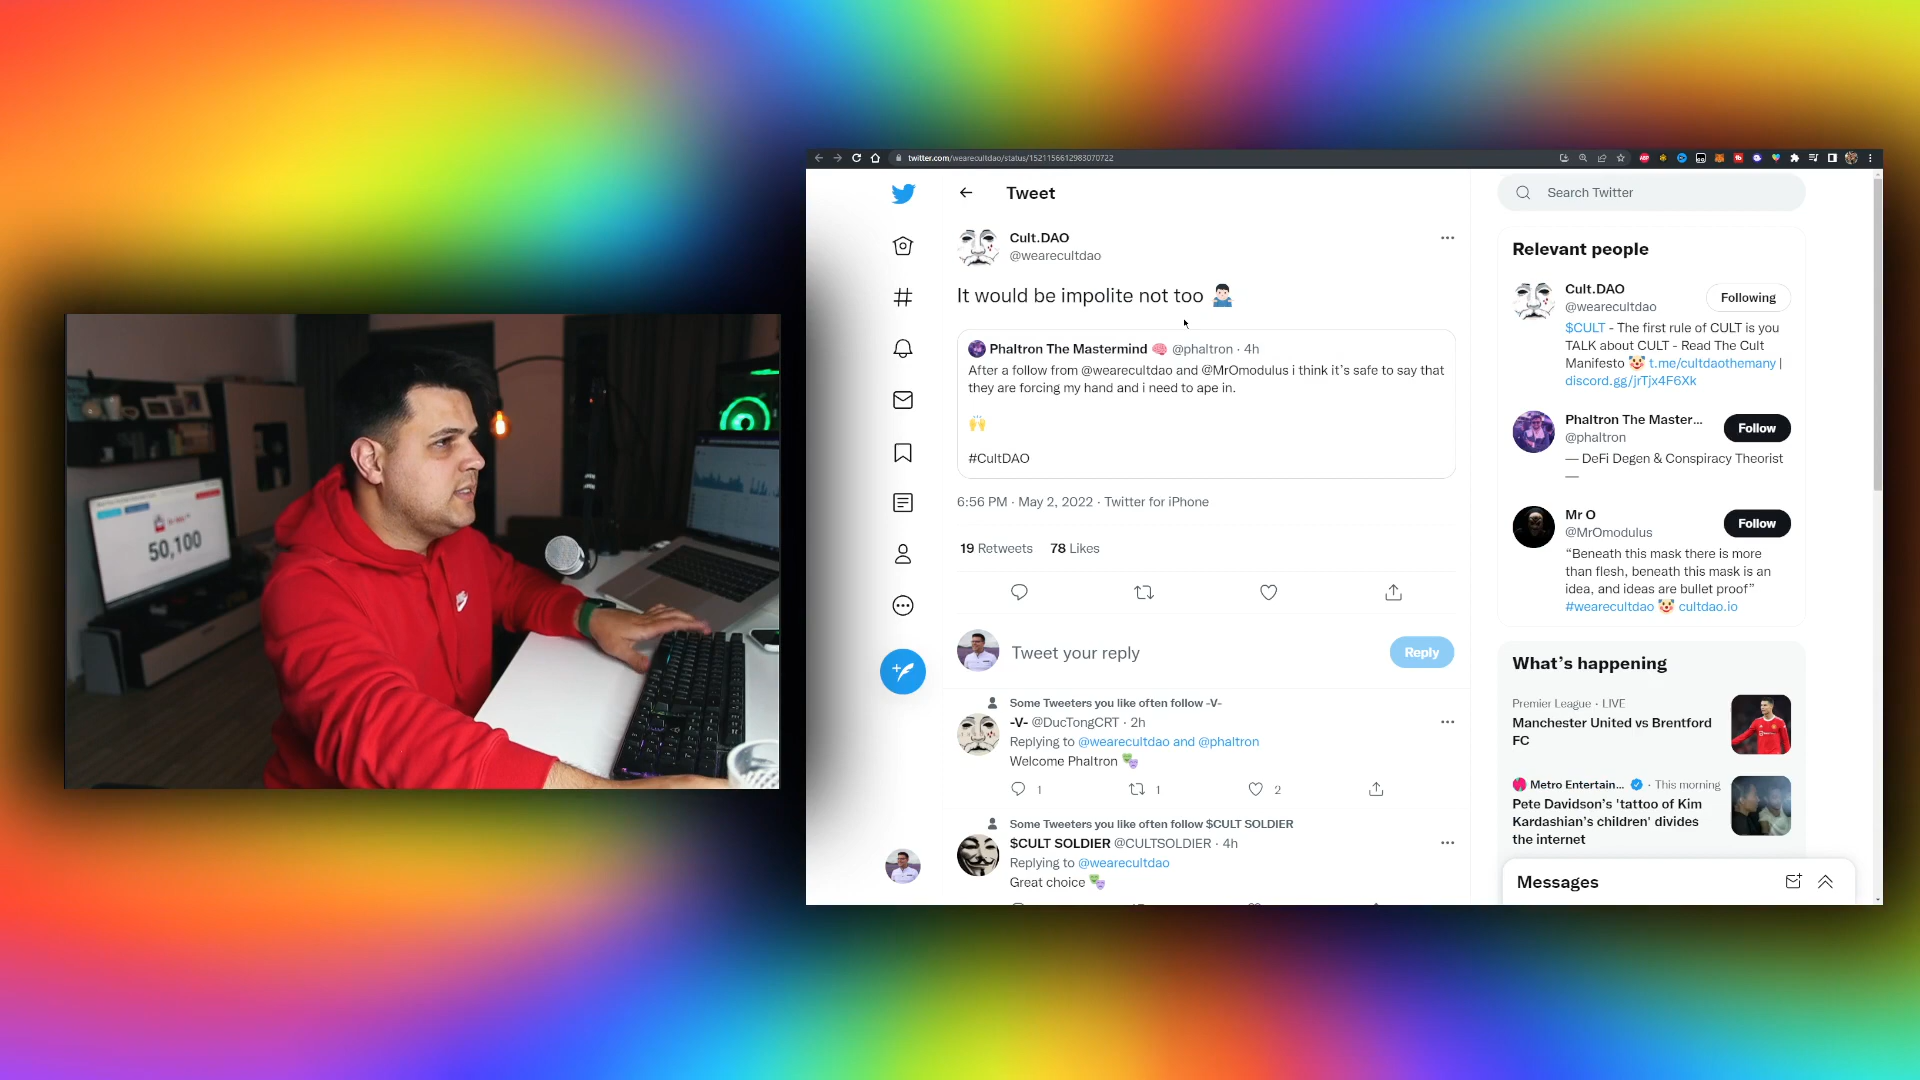 50,100
twitter.com/wearecultdao/status/1521156612983070722
Tweet
Cult.DAO
@wearecultdao
It would be impolite not too
Phaltron The Mastermind @phaltron · 4h
After a follow from @wearecultdao and @MrOmodulus i think it's safe to say that
they are forcing my hand and i need to ape in.
#CultDAO
6:56 PM · May 2, 2022 · Twitter for iPhone
19 Retweets 78 Likes
Tweet your reply
Reply
Some Tweeters you like often follow -V-
-V- @DucTongCRT · 2h
Replying to @wearecultdao and @phaltron
Welcome Phaltron
1 1 2
Some Tweeters you like often follow $CULT SOLDIER
$CULT SOLDIER @CULTSOLDIER · 4h
Replying to @wearecultdao
Great choice
Search Twitter
Relevant people
Cult.DAO
@wearecultdao
Following
$CULT - The first rule of CULT is you
TALK about CULT - Read The Cult
Manifesto t.me/cultdaothemany |
discord.gg/jrTjx4F6Xk
Phaltron The Master...
@phaltron
Follow
— DeFi Degen & Conspiracy Theorist
—
Mr O
@MrOmodulus
Follow
“Beneath this mask there is more
than flesh, beneath this mask is an
idea, and ideas are bullet proof”
#wearecultdao cultdao.io
What's happening
Premier League · LIVE
Manchester United vs Brentford
FC
Metro Entertain... · This morning
Pete Davidson's 'tattoo of Kim
Kardashian's children' divides
the internet
Messages